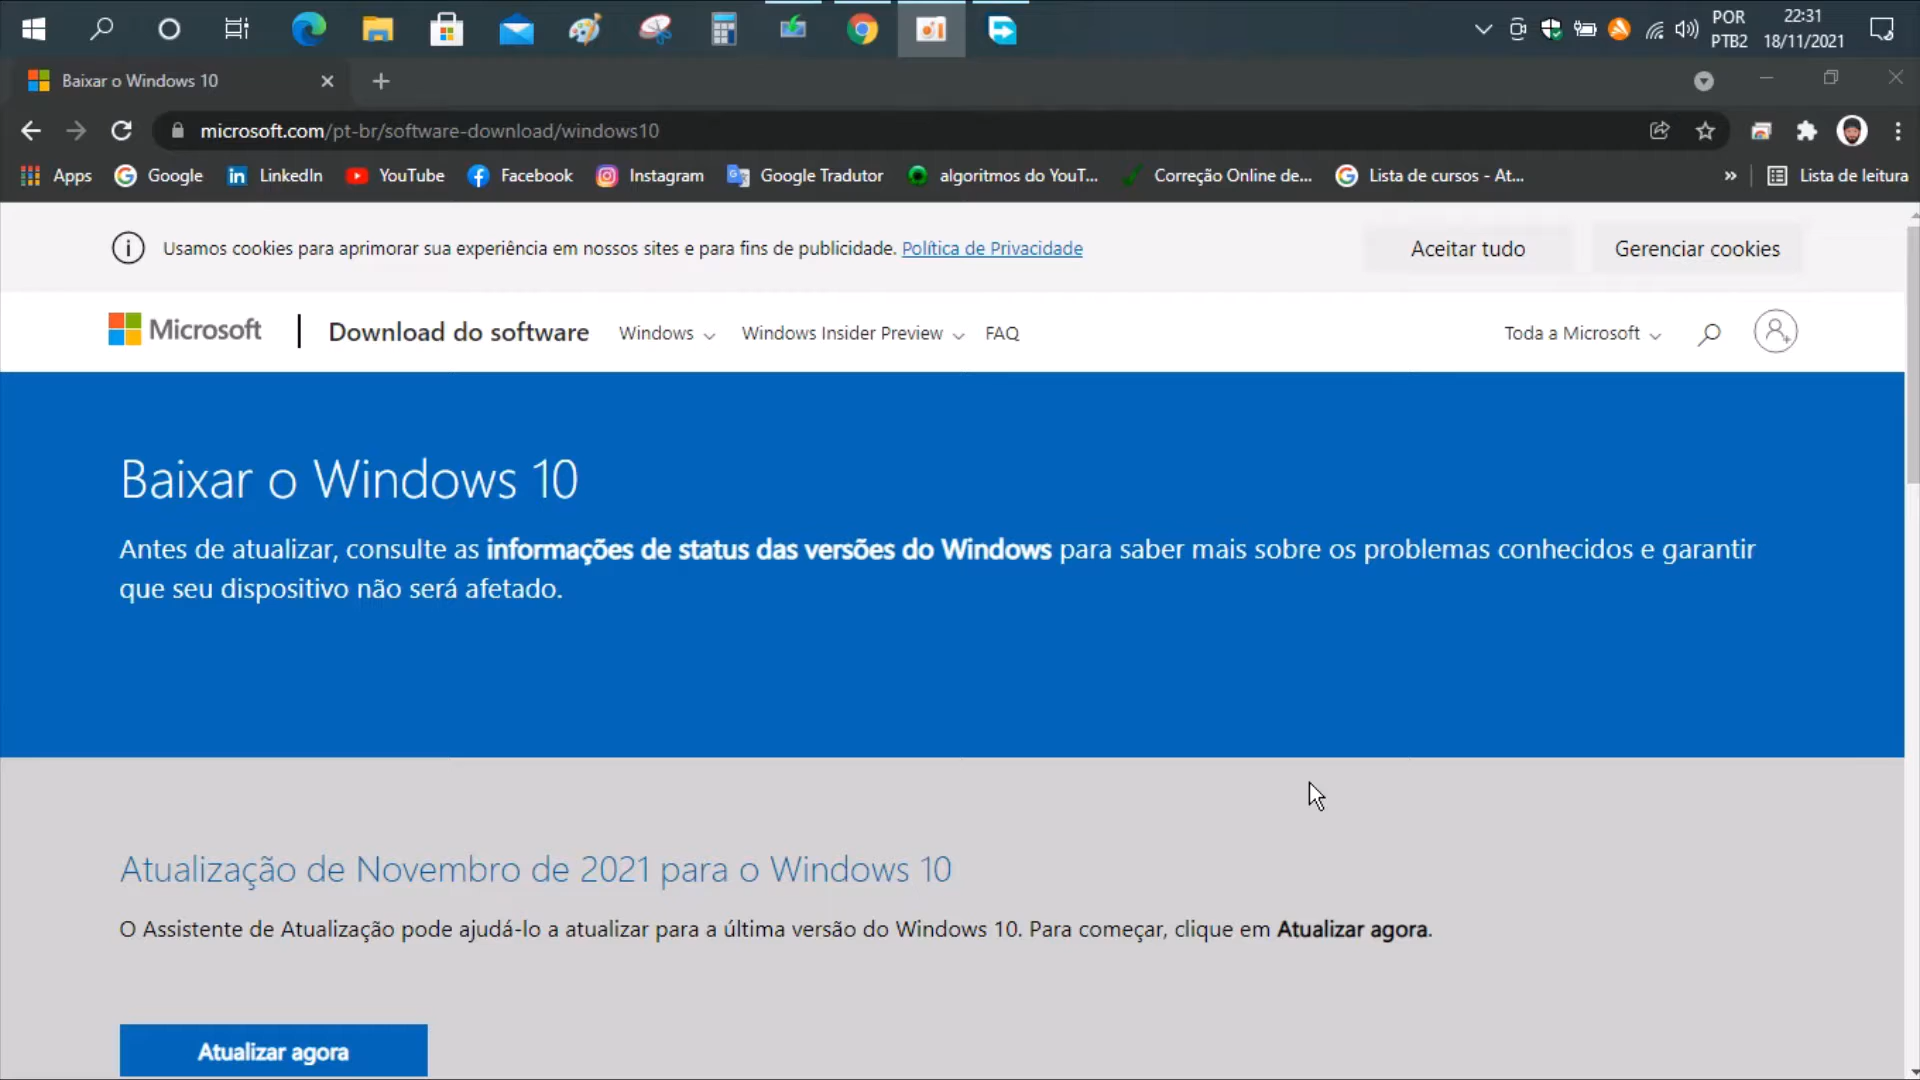 POR
22:31
PTB2
18/11/2021
Baixar o Windows 10
microsoft.com/pt-br/software-download/windows10
Apps
Google
LinkedIn
YouTube
Facebook
Instagram
Google Tradutor
algoritmos do YouT...
Correção Online de...
Lista de cursos - At...
»
Lista de leitura
Usamos cookies para aprimorar sua experiência em nossos sites e para fins de publicidade. Política de Privacidade
Aceitar tudo
Gerenciar cookies
Microsoft
Download do software
Windows
Windows Insider Preview
FAQ
Toda a Microsoft
Baixar o Windows 10
Antes de atualizar, consulte as informações de status das versões do Windows para saber mais sobre os problemas conhecidos e garantir
que seu dispositivo não será afetado.
Atualização de Novembro de 2021 para o Windows 10
O Assistente de Atualização pode ajudá-lo a atualizar para a última versão do Windows 10. Para começar, clique em Atualizar agora.
Atualizar agora